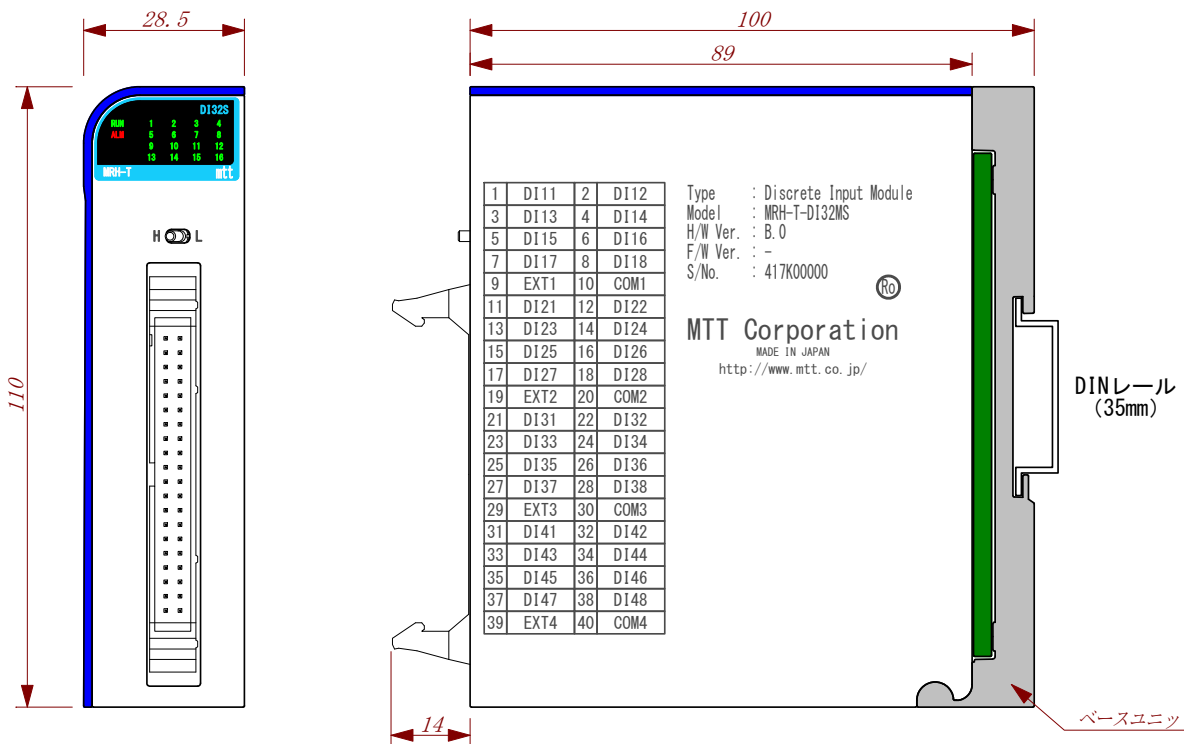 28.5
100
89
110
14
DI32S
RUN 1 2 3 4
ALM 5 6 7 8
9 10 11 12
13 14 15 16
MRH-T mtt
H L
1 DI11 2 DI12
3 DI13 4 DI14
5 DI15 6 DI16
7 DI17 8 DI18
9 EXT1 10 COM1
11 DI21 12 DI22
13 DI23 14 DI24
15 DI25 16 DI26
17 DI27 18 DI28
19 EXT2 20 COM2
21 DI31 22 DI32
23 DI33 24 DI34
25 DI35 26 DI36
27 DI37 28 DI38
29 EXT3 30 COM3
31 DI41 32 DI42
33 DI43 34 DI44
35 DI45 36 DI46
37 DI47 38 DI48
39 EXT4 40 COM4
Type : Discrete Input Module
Model : MRH-T-DI32MS
H/W Ver. : B.0
F/W Ver. : -
S/No. : 417K00000
Ro
MTT Corporation
MADE IN JAPAN
http://www.mtt.co.jp/
DINレール
(35mm)
ベースユニッ